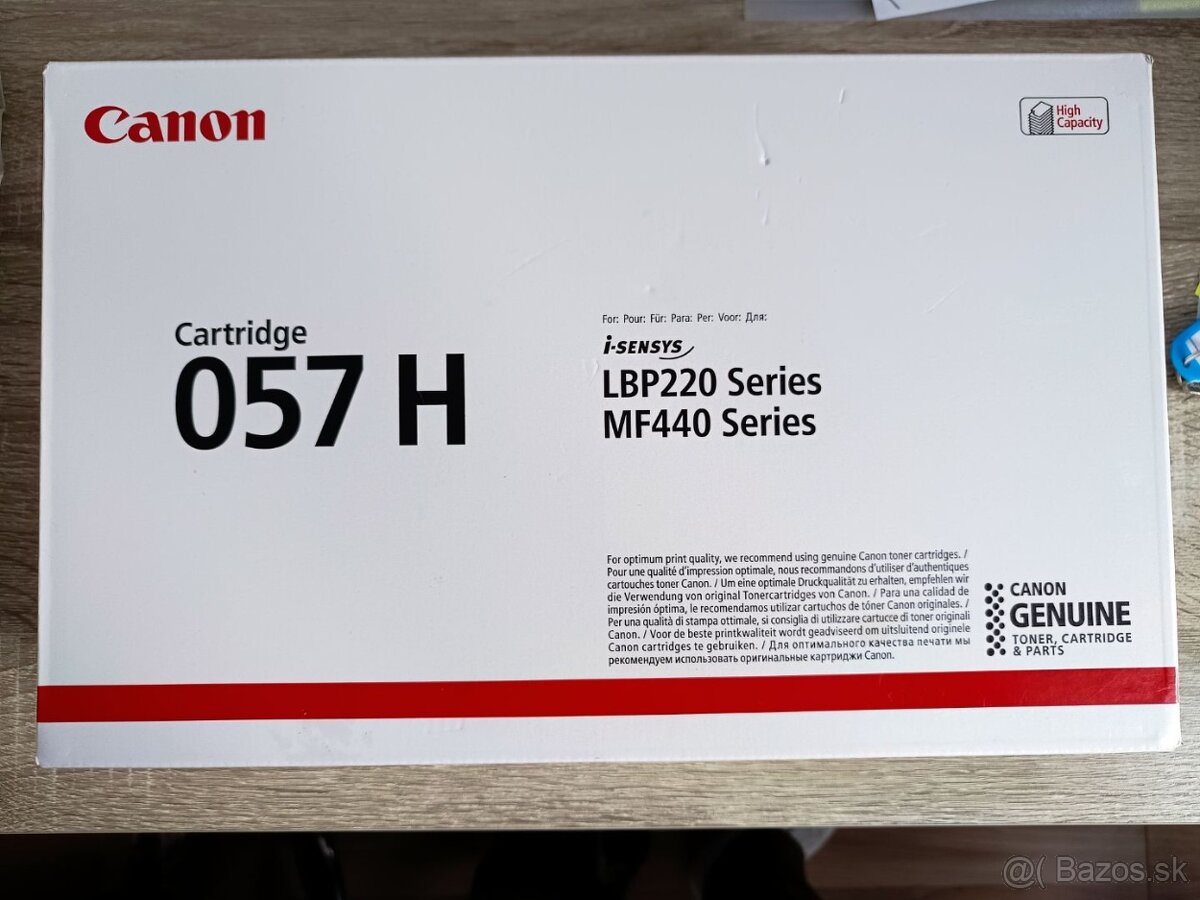 Canon
High
Capacity
Cartridge
057 H
For: Pour: Für: Para: Per: Voor: Для:
i-SENSYS
LBP220 Series
MF440 Series
For optimum print quality, we recommend using genuine Canon toner cartridges. /
Pour une qualité d'impression optimale, nous recommandons d'utiliser d'authentiques
cartouches toner Canon. / Um eine optimale Druckqualität zu erhalten, empfehlen wir
die Verwendung von original Tonercartridges von Canon. / Para una calidad de
impresión óptima, le recomendamos utilizar cartuchos de tóner Canon originales. /
Per una qualità di stampa ottimale, si consiglia di utilizzare cartucce di toner originali
Canon. / Voor de beste printkwaliteit wordt geadviseerd om uitsluitend originele
Canon cartridges te gebruiken. / Для оптимального качества печати мы
рекомендуем использовать оригинальные картриджи Canon.
CANON
GENUINE
TONER, CARTRIDGE
& PARTS
@( Bazos.sk